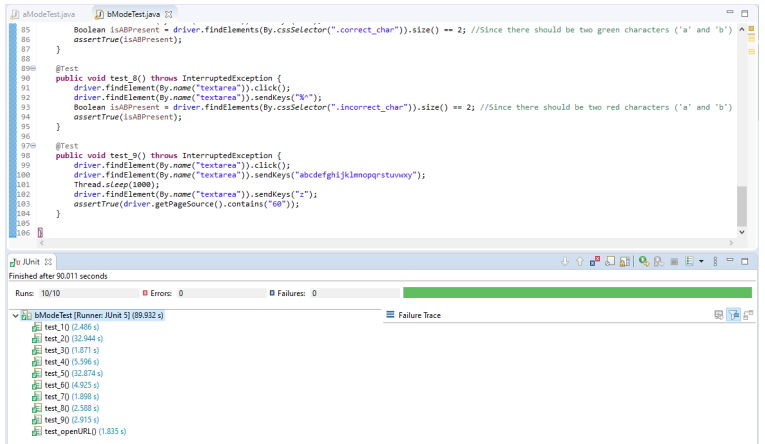 aModeTest.java bModeTest.java
85 Boolean isABPresent = driver.findElements(By.cssSelector(".correct_char")).size() == 2; //Since there should be two green characters ('a' and 'b')
86 assertTrue(isABPresent);
87 }
88
89 @Test
90 public void test_8() throws InterruptedException {
91 driver.findElement(By.name("textarea")).click();
92 driver.findElement(By.name("textarea")).sendKeys("%^");
93 Boolean isABPresent = driver.findElements(By.cssSelector(".incorrect_char")).size() == 2; //Since there should be two red characters ('a' and 'b')
94 assertTrue(isABPresent);
95 }
96
97 @Test
98 public void test_9() throws InterruptedException {
99 driver.findElement(By.name("textarea")).click();
100 driver.findElement(By.name("textarea")).sendKeys("abcdefghijklmnopqrstuvwxy");
101 Thread.sleep(1000);
102 driver.findElement(By.name("textarea")).sendKeys("z");
103 assertTrue(driver.getPageSource().contains("60"));
104 }
105
106 }
JUnit
Finished after 90.011 seconds
Runs: 10/10 Errors: 0 Failures: 0
bModeTest [Runner: JUnit 5] (89.932 s) Failure Trace
test_1() (2.486 s)
test_2() (32.944 s)
test_3() (1.871 s)
test_4() (5.596 s)
test_5() (32.874 s)
test_6() (4.925 s)
test_7() (1.898 s)
test_8() (2.588 s)
test_9() (2.915 s)
test_openURL() (1.835 s)